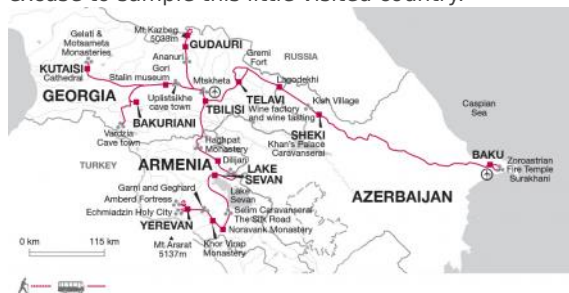 choose to sample this little visited country.
Mt Kazbeg
5038m
Gelati &
Motsameta
Monasteries
GUDAURI
RUSSIA
KUTAISI
Cathedral
Ananuri
Gori
Gremi
Fort
Stalin museum
Mtskheta
Lagodekhi
GEORGIA
Uplistsikhe
cave town
TBILISI
TELAVI
Wine factory
and wine tasting
Kish Village
Caspian
Sea
BAKURIANI
Vardzia
Cave town
SHEKI
Khan's Palace
Caravanserai
Haghpat
Monastery
Dilijan
BAKU
Zoroastrian
Fire Temple
Surakhani
TURKEY
ARMENIA
LAKE
SEVAN
Garni and Geghard
Amberd Fortress
Echmiadzin Holy City
Lake
Sevan
AZERBAIJAN
Selim Caravanserai
The Silk Road
Noravank Monastery
YEREVAN
0 km
115 km
Mt Ararat
5137m
Khor Virap
Monastery